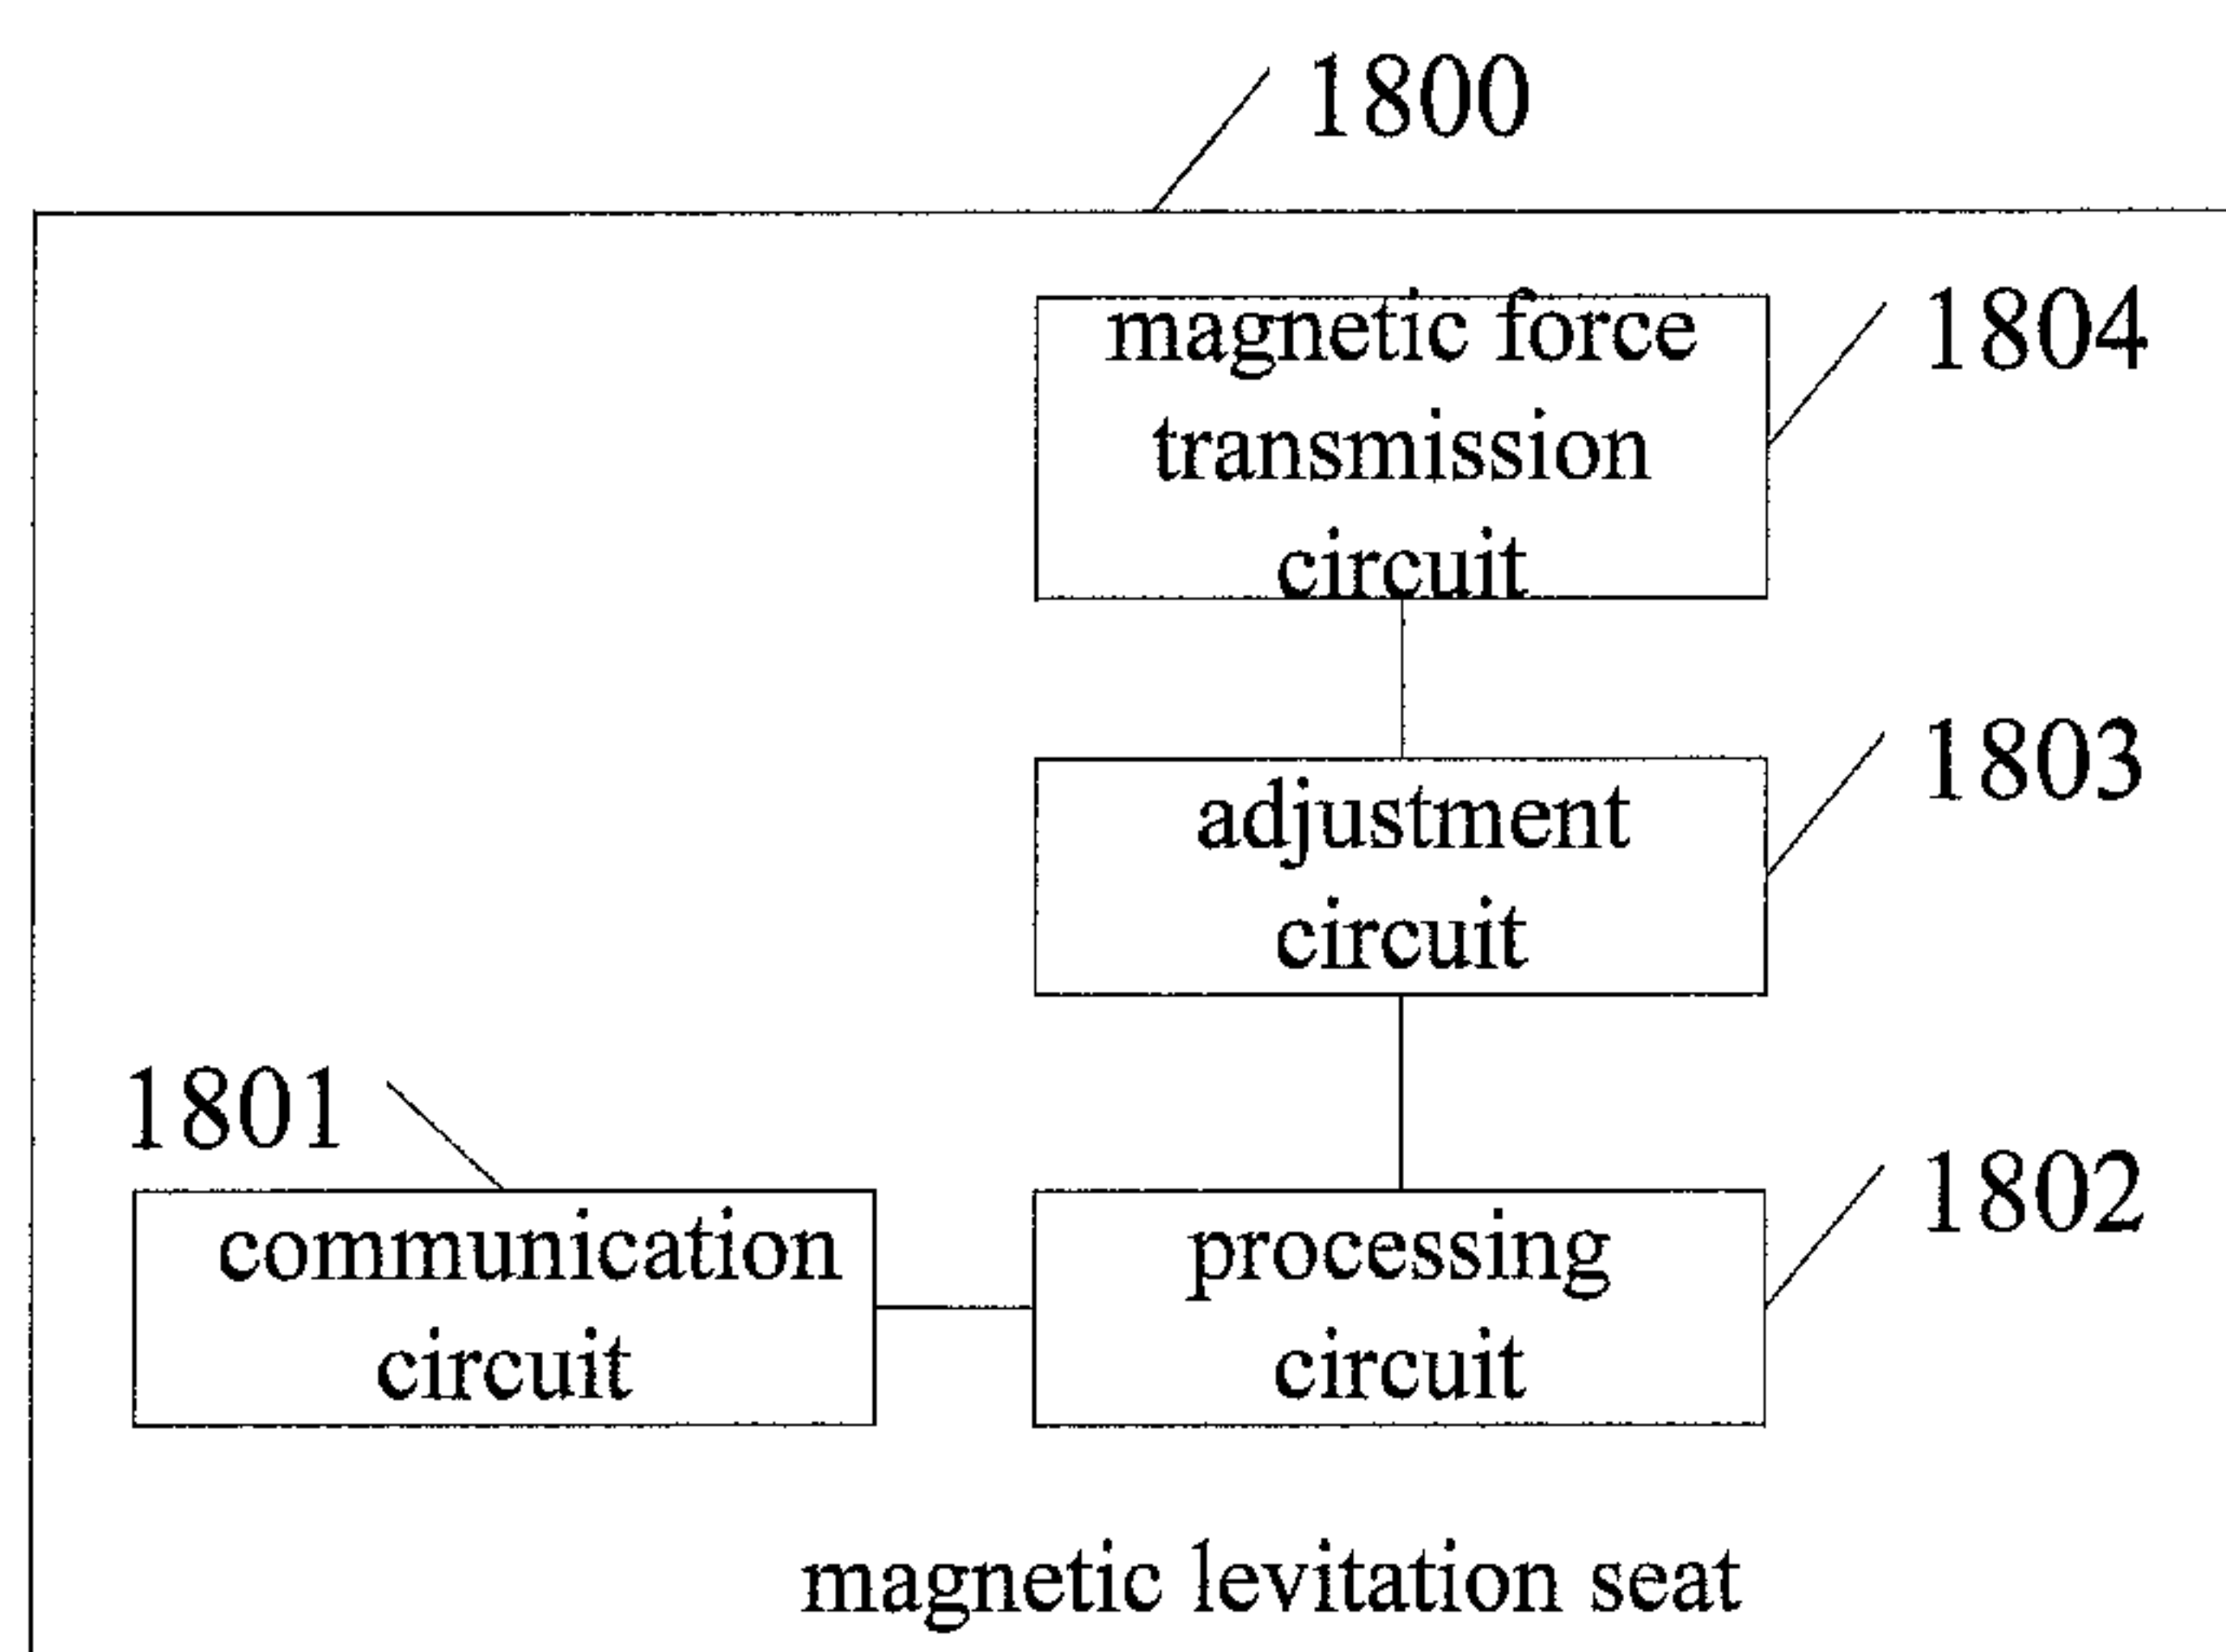 1800
magnetic force
transmission
circuit
1804
adjustment
circuit
1803
1801
communication
circuit
processing
circuit
1802
magnetic levitation seat